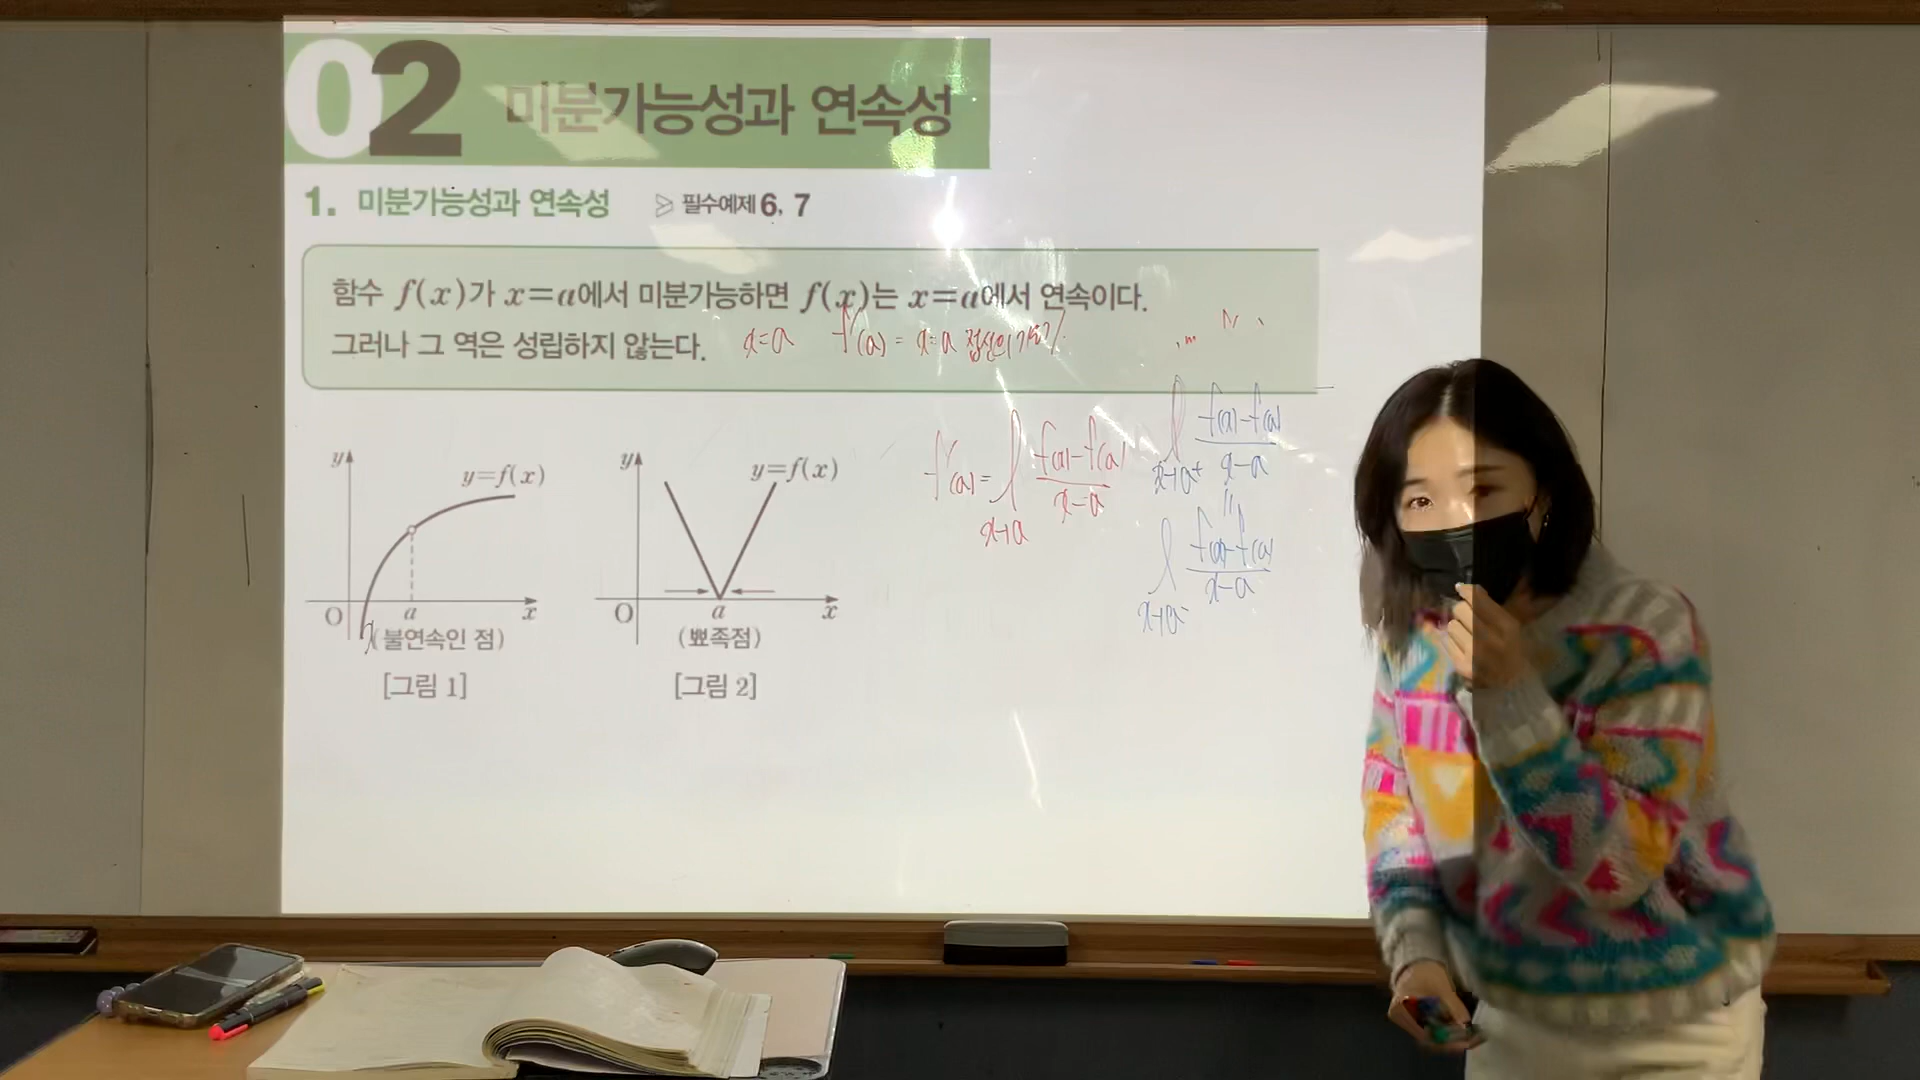 02 미분가능성과 연속성
1. 미분가능성과 연속성 ▷ 필수예제 6, 7
함수 f(x)가 x=a에서 미분가능하면 f(x)는 x=a에서 연속이다.
그러나 그 역은 성립하지 않는다.
x=a f'(a) = x=a 접선의 기울기
f'(a)= l x→a f(x)-f(a) / x-a
l x→a+ f(x)-f(a) / x-a
=
l x→a- f(x)-f(a) / x-a
y y=f(x) O a x
(불연속인 점)
[그림 1]
y y=f(x) O a x
(뾰족점)
[그림 2]